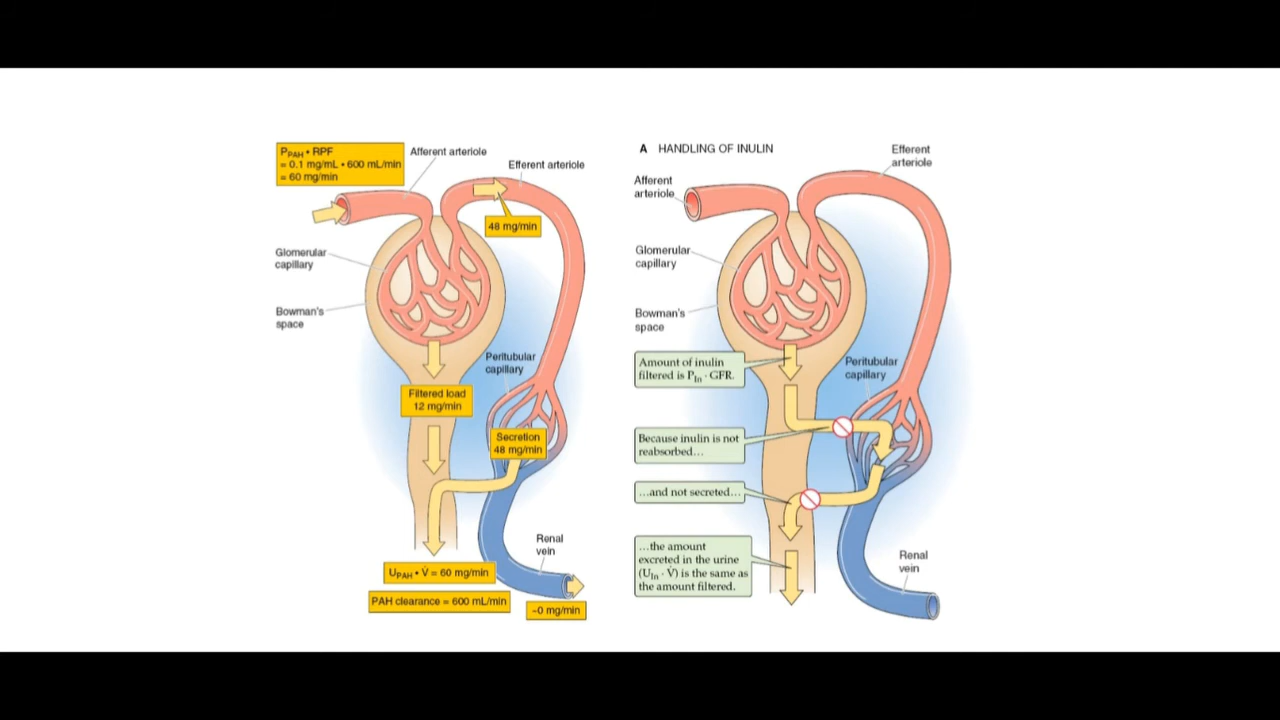 P_PAH • RPF
= 0.1 mg/mL • 600 mL/min
= 60 mg/min
Afferent arteriole
Efferent arteriole
48 mg/min
Glomerular
capillary
Bowman's
space
Peritubular
capillary
Filtered load
12 mg/min
Secretion
48 mg/min
Renal
vein
U_PAH • V̇ = 60 mg/min
PAH clearance = 600 mL/min
~0 mg/min
A HANDLING OF INULIN
Efferent
arteriole
Afferent
arteriole
Glomerular
capillary
Bowman's
space
Amount of inulin
filtered is P_In · GFR.
Peritubular
capillary
Because inulin is not
reabsorbed…
…and not secreted…
…the amount
excreted in the urine
(U_In · V̇) is the same as
the amount filtered.
Renal
vein